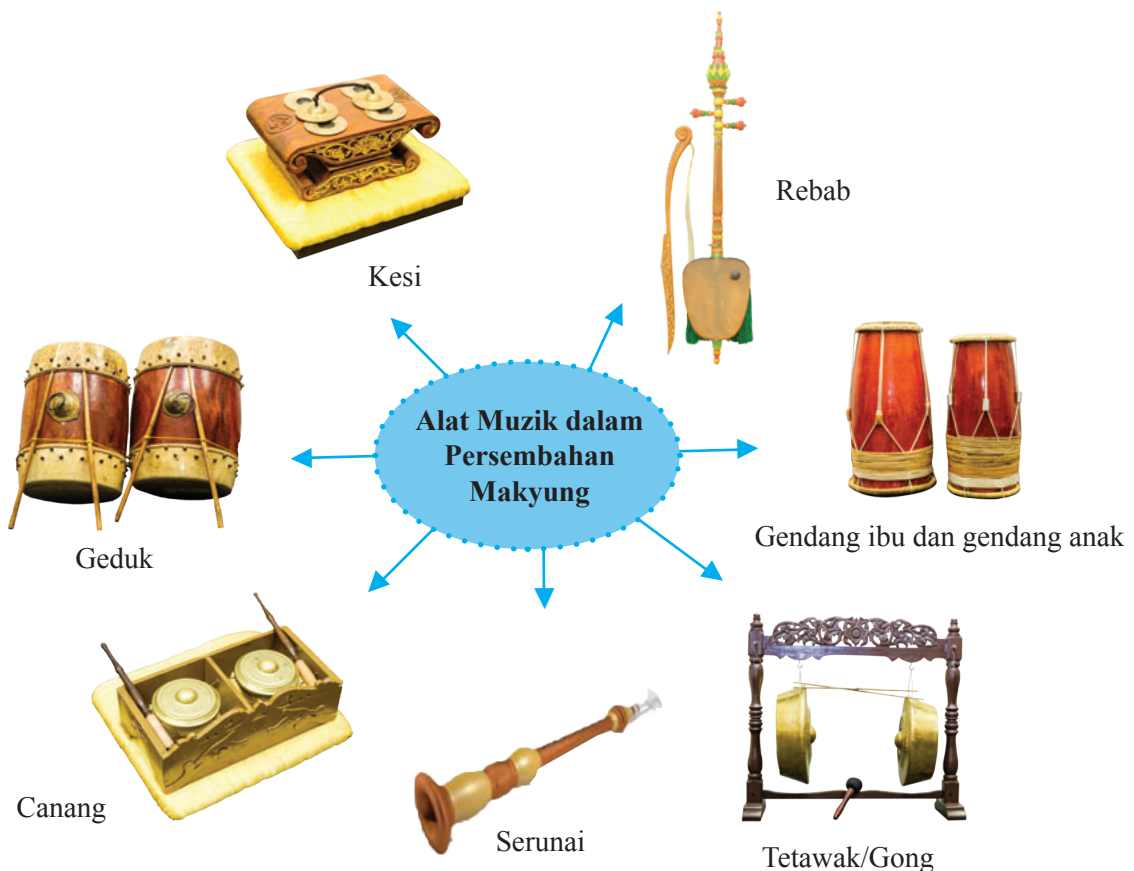 Kesi
Rebab
Geduk
Alat Muzik dalam
Persembahan
Makyung
Gendang ibu dan gendang anak
Canang
Serunai
Tetawak/Gong